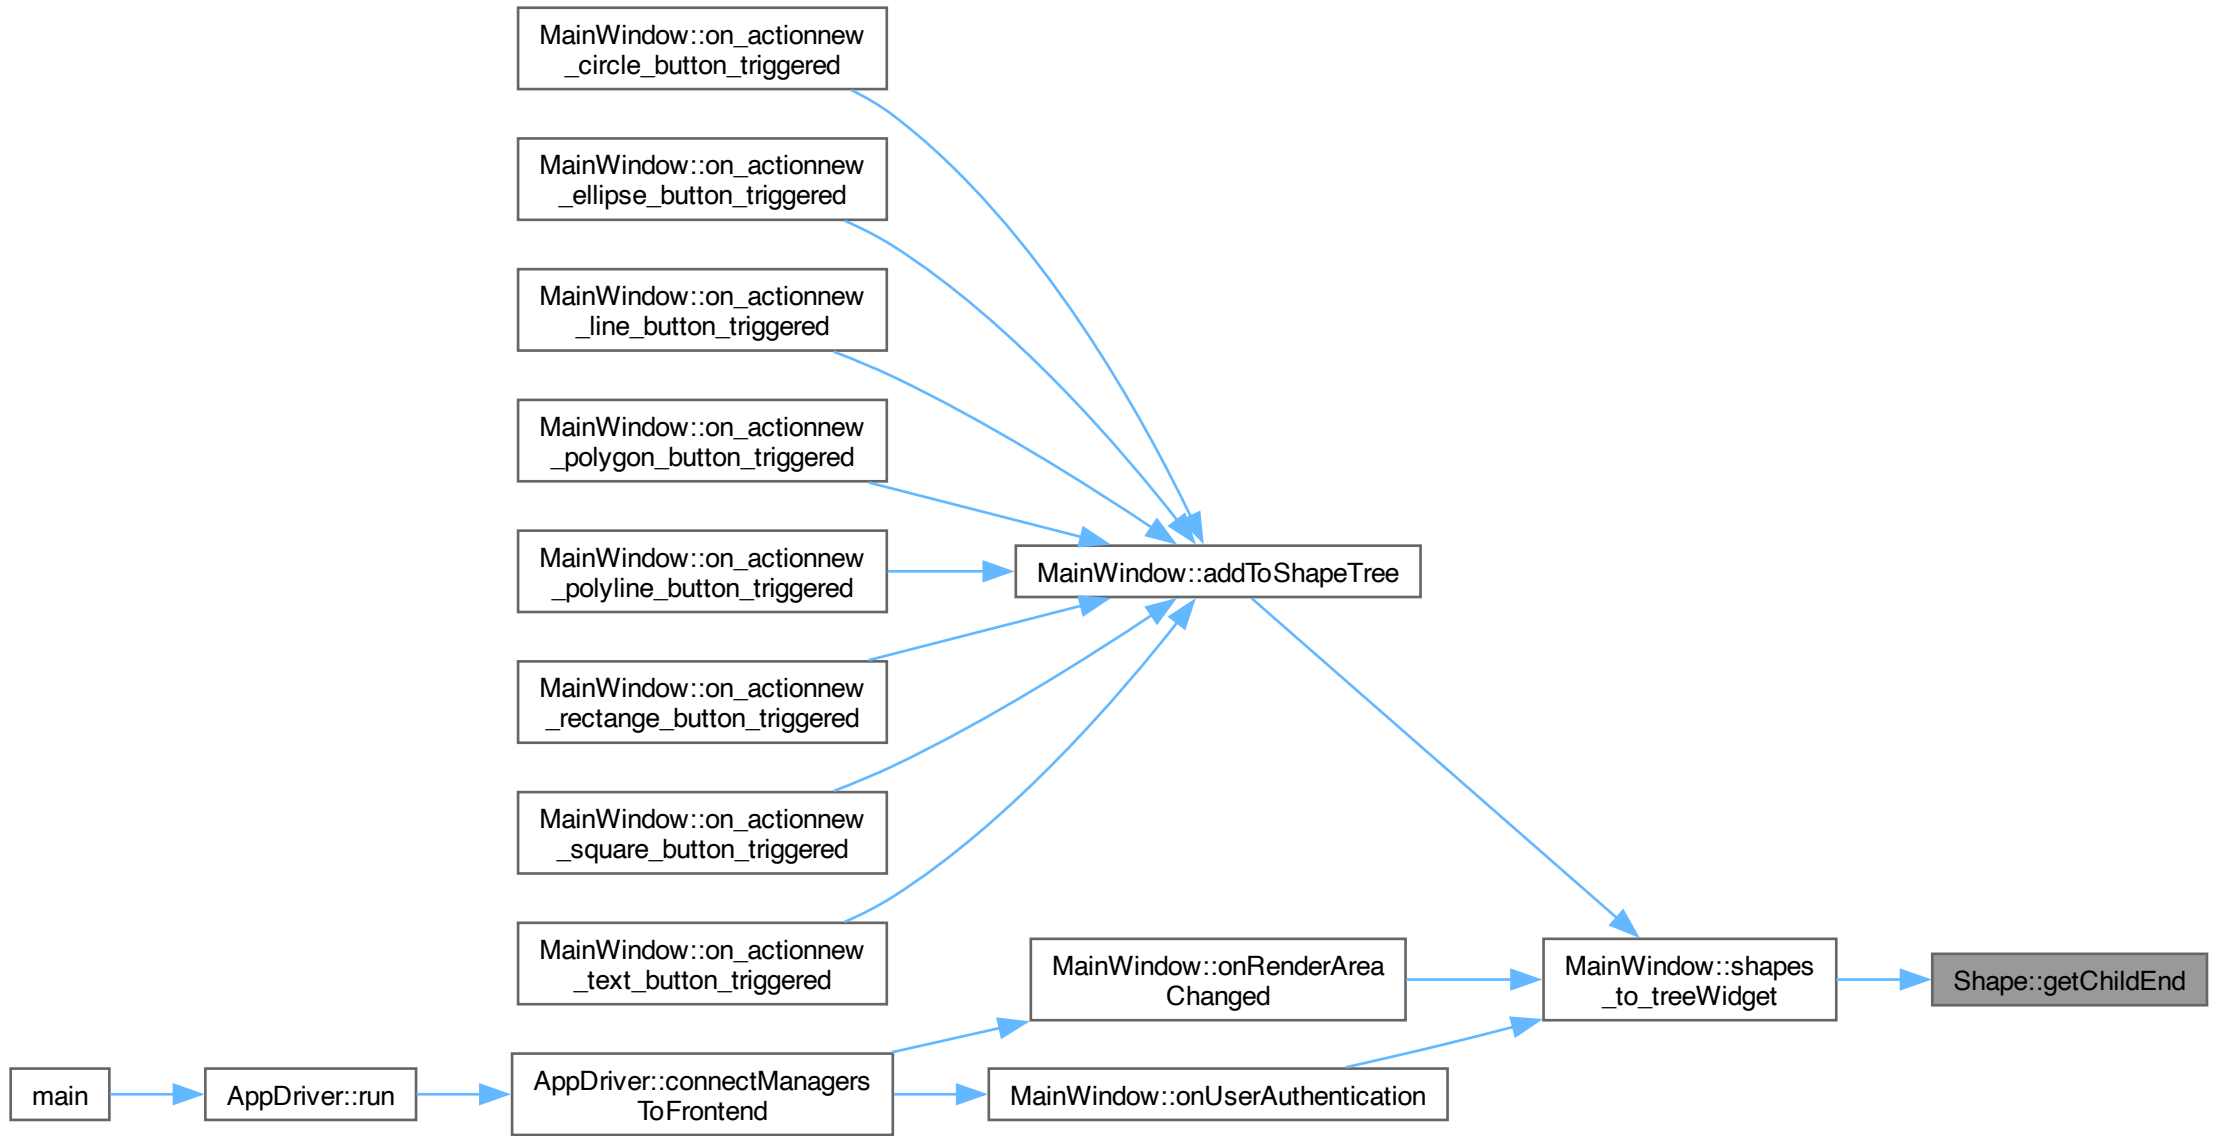 MainWindow::on_actionnew
_circle_button_triggered
MainWindow::on_actionnew
_ellipse_button_triggered
MainWindow::on_actionnew
_line_button_triggered
MainWindow::on_actionnew
_polygon_button_triggered
MainWindow::on_actionnew
_polyline_button_triggered
MainWindow::addToShapeTree
MainWindow::on_actionnew
_rectange_button_triggered
MainWindow::on_actionnew
_square_button_triggered
MainWindow::on_actionnew
_text_button_triggered
MainWindow::onRenderArea
Changed
MainWindow::shapes
_to_treeWidget
Shape::getChildEnd
main
AppDriver::run
AppDriver::connectManagers
ToFrontend
MainWindow::onUserAuthentication